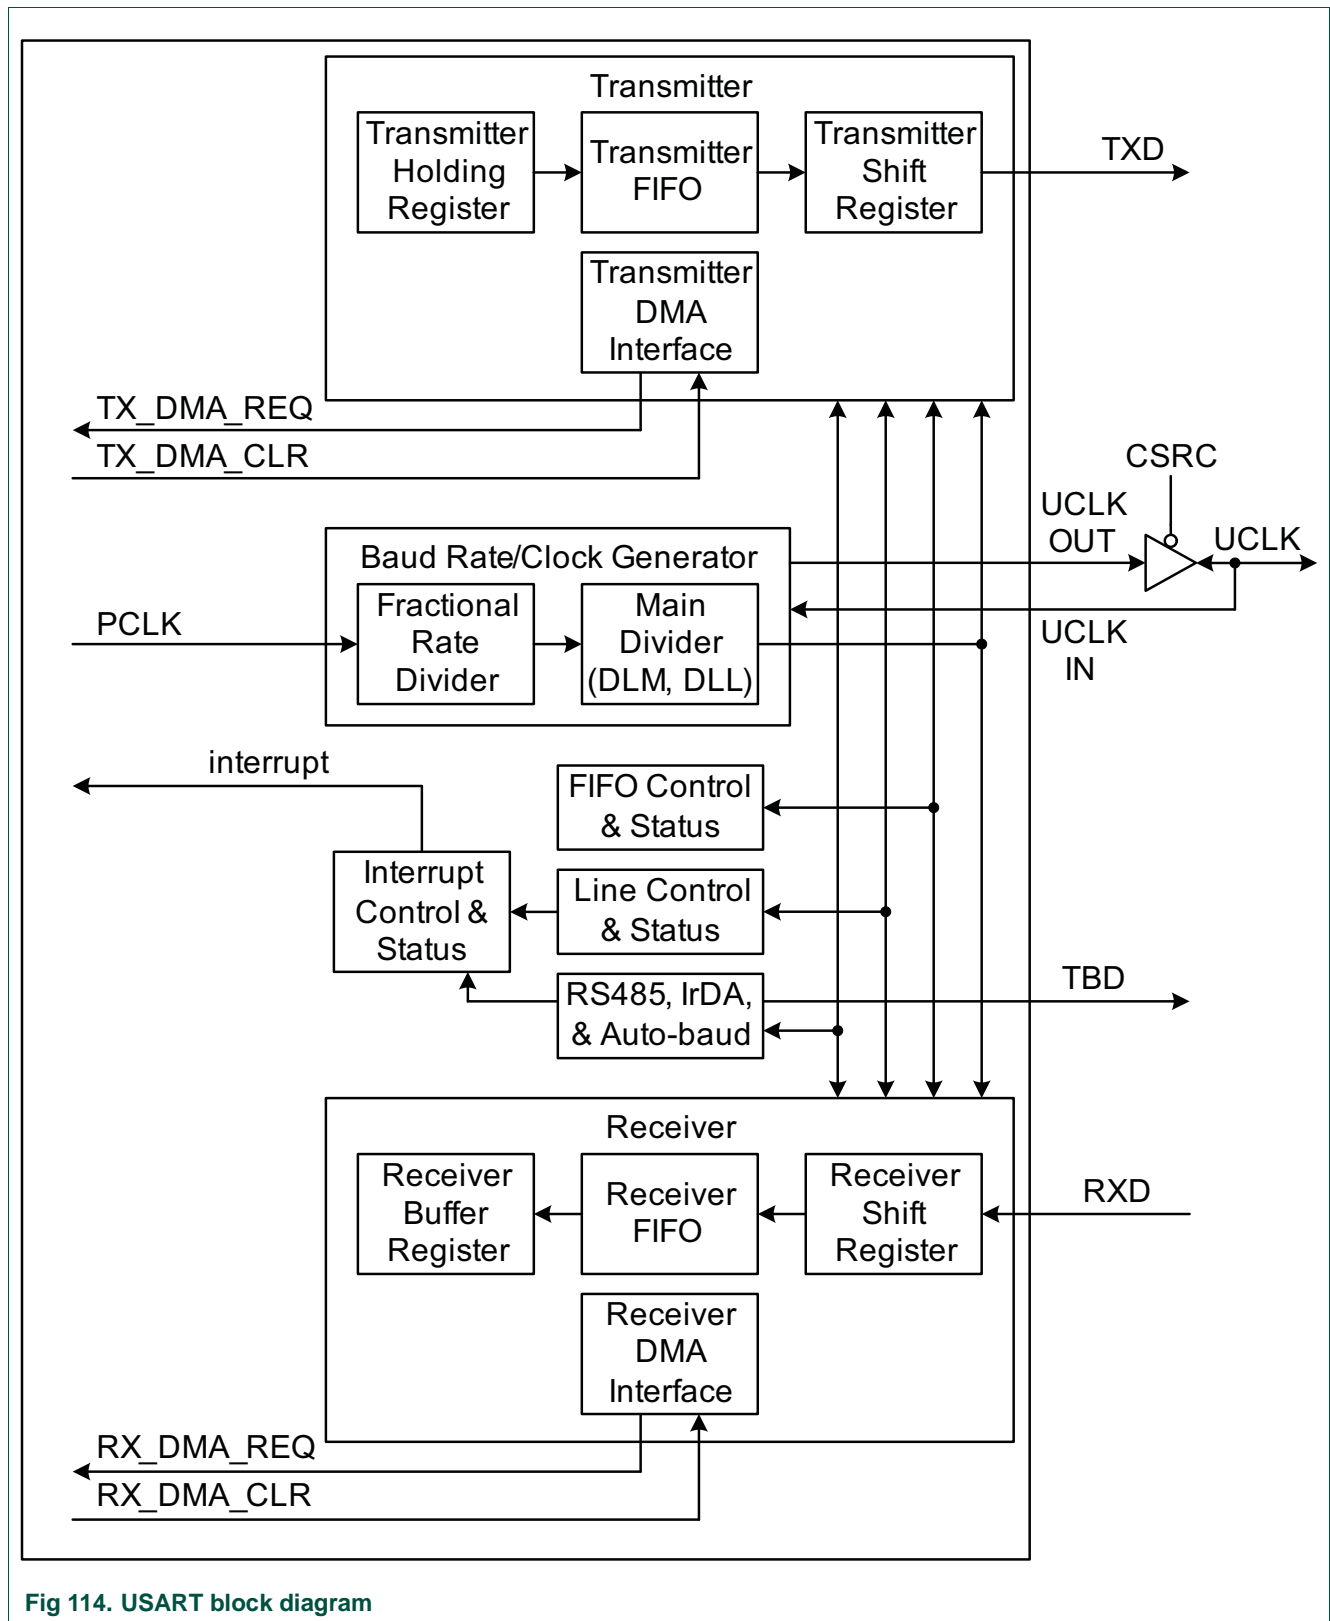 Transmitter
Transmitter
Holding
Register
Transmitter
FIFO
Transmitter
Shift
Register
TXD
Transmitter
DMA
Interface
TX_DMA_REQ
TX_DMA_CLR
CSRC
UCLK
OUT
UCLK
Baud Rate/Clock Generator
PCLK
Fractional
Rate
Divider
Main
Divider
(DLM, DLL)
UCLK
IN
interrupt
FIFO Control
& Status
Interrupt
Control &
Status
Line Control
& Status
RS485, IrDA,
& Auto-baud
TBD
Receiver
Receiver
Buffer
Register
Receiver
FIFO
Receiver
Shift
Register
RXD
Receiver
DMA
Interface
RX_DMA_REQ
RX_DMA_CLR
Fig 114. USART block diagram